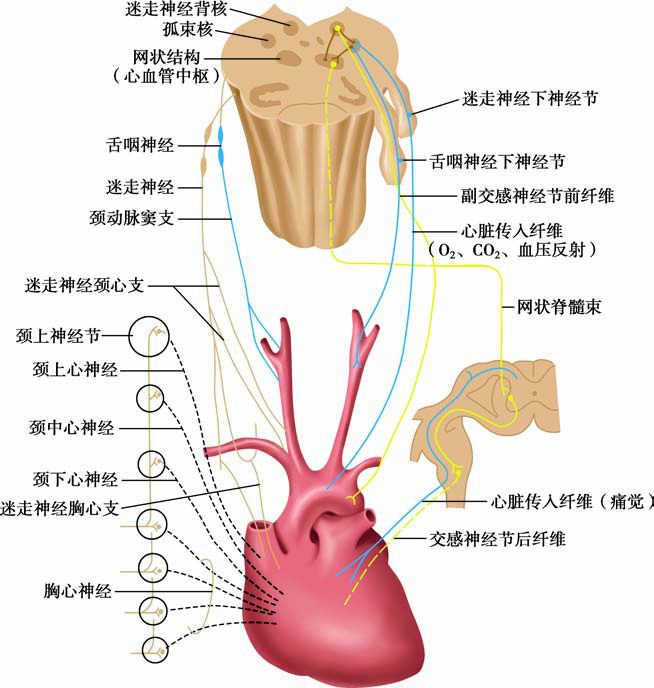 迷走神经背核
孤束核
网状结构
（心血管中枢）
舌咽神经
迷走神经
颈动脉窦支
迷走神经颈心支
颈上神经节
颈上心神经
颈中心神经
颈下心神经
迷走神经胸心支
胸心神经
迷走神经下神经节
舌咽神经下神经节
副交感神经节前纤维
心脏传入纤维
（O₂、CO₂、血压反射）
网状脊髓束
心脏传入纤维（痛觉）
交感神经节后纤维